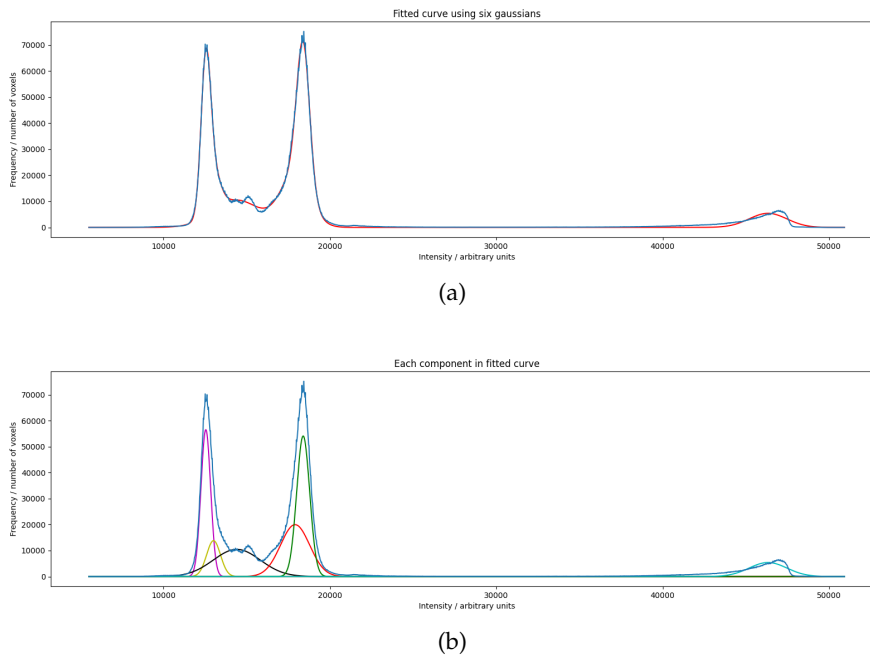 Fitted curve using six gaussians
70000
60000
50000
40000
30000
20000
10000
0
Frequency / number of voxels
10000 20000 30000 40000 50000
Intensity / arbitrary units
(a)
Each component in fitted curve
70000
60000
50000
40000
30000
20000
10000
0
Frequency / number of voxels
10000 20000 30000 40000 50000
Intensity / arbitrary units
(b)